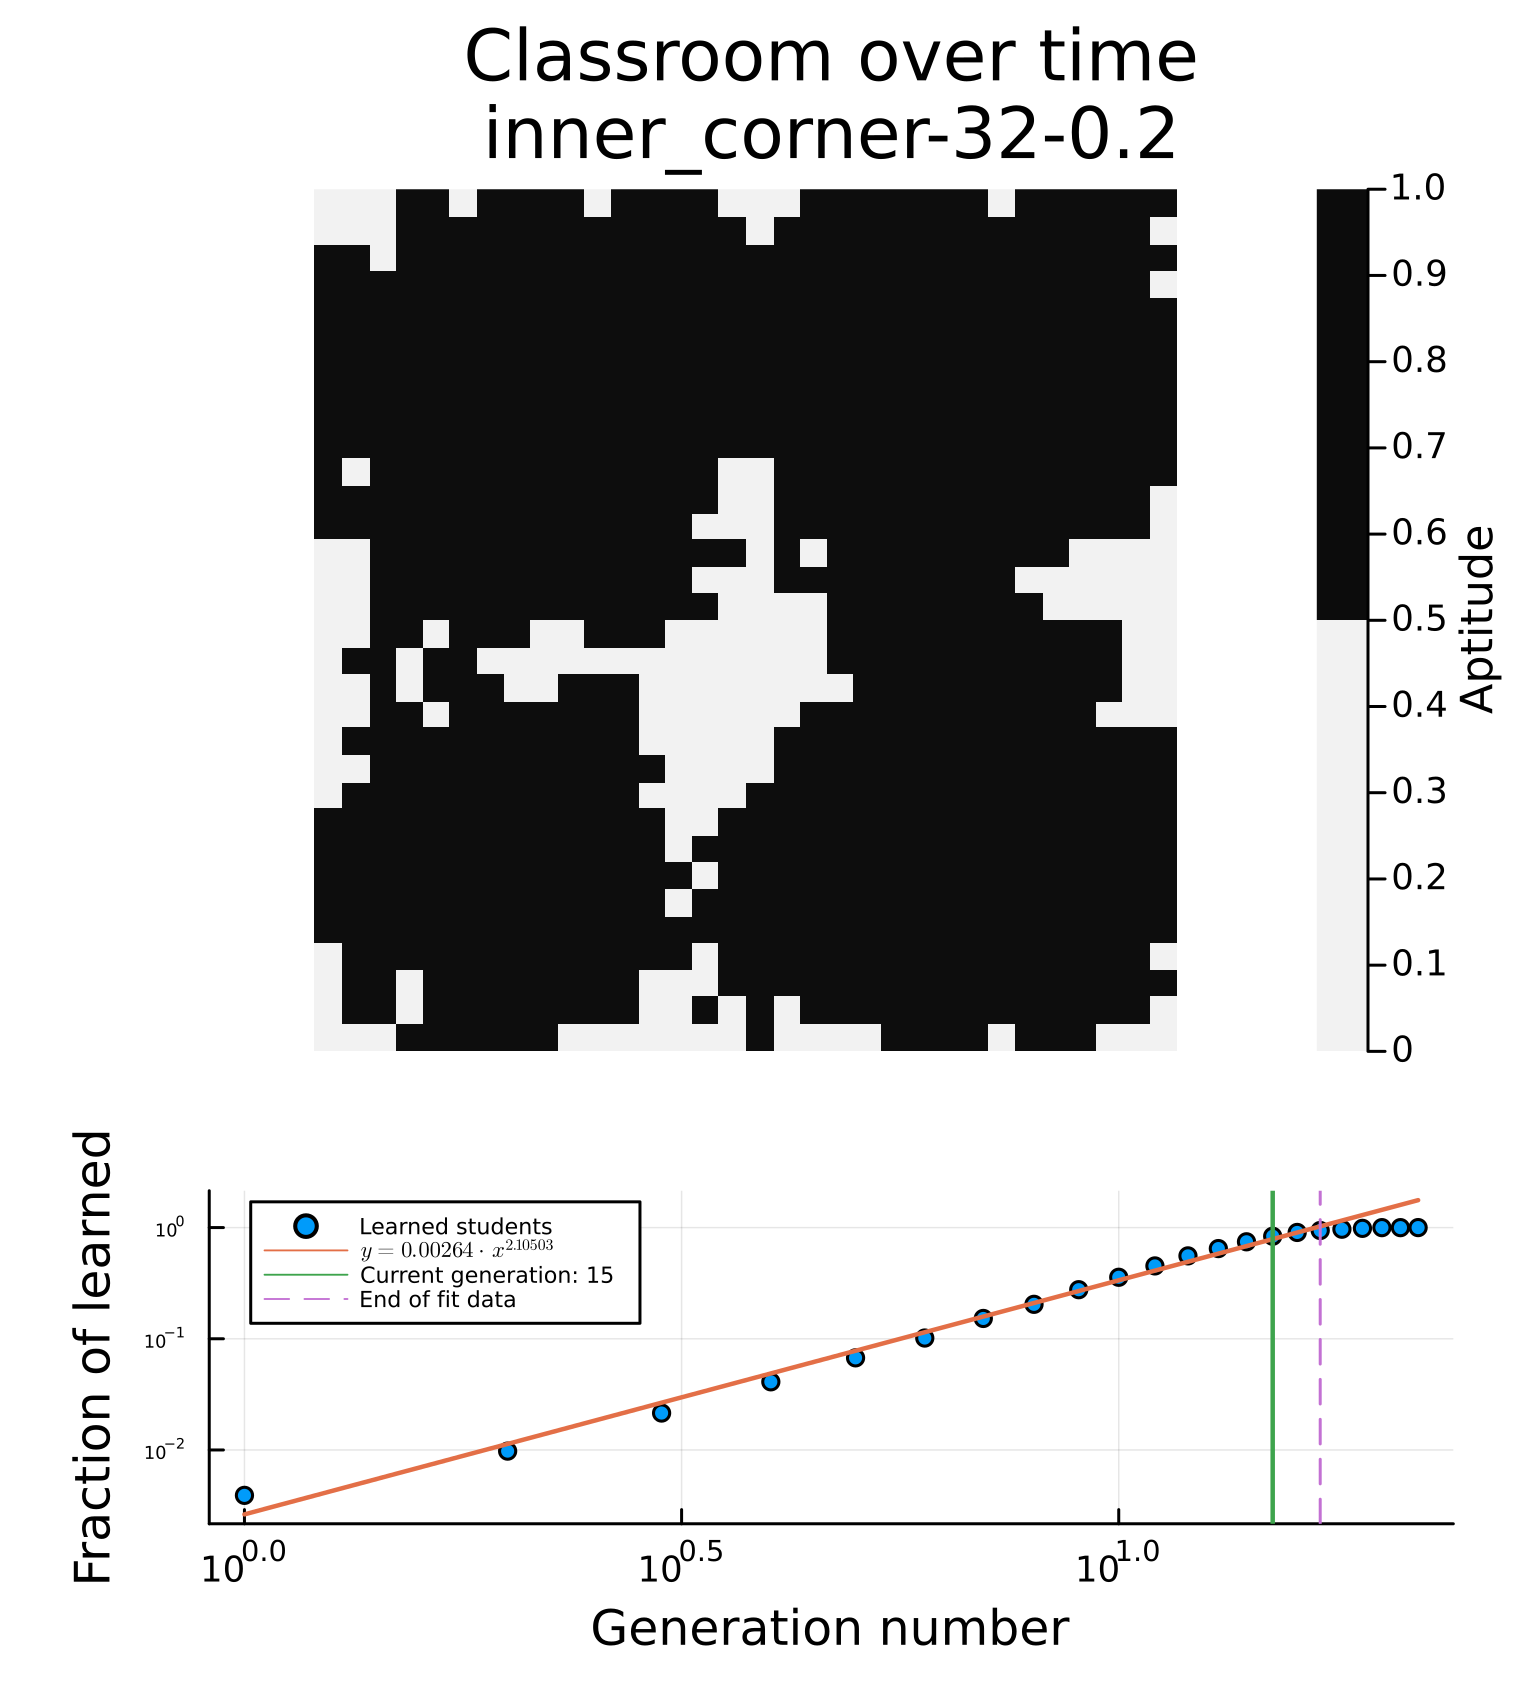 Classroom over time
inner_corner-32-0.2
1.0
0.9
0.8
0.7
0.6
0.5
0.4
0.3
0.2
0.1
0
Aptitude
Fraction of learned
10^0
10^-1
10^-2
Learned students
y = 0.00264 · x^2.10503
Current generation: 15
End of fit data
10^0.0
10^0.5
10^1.0
Generation number